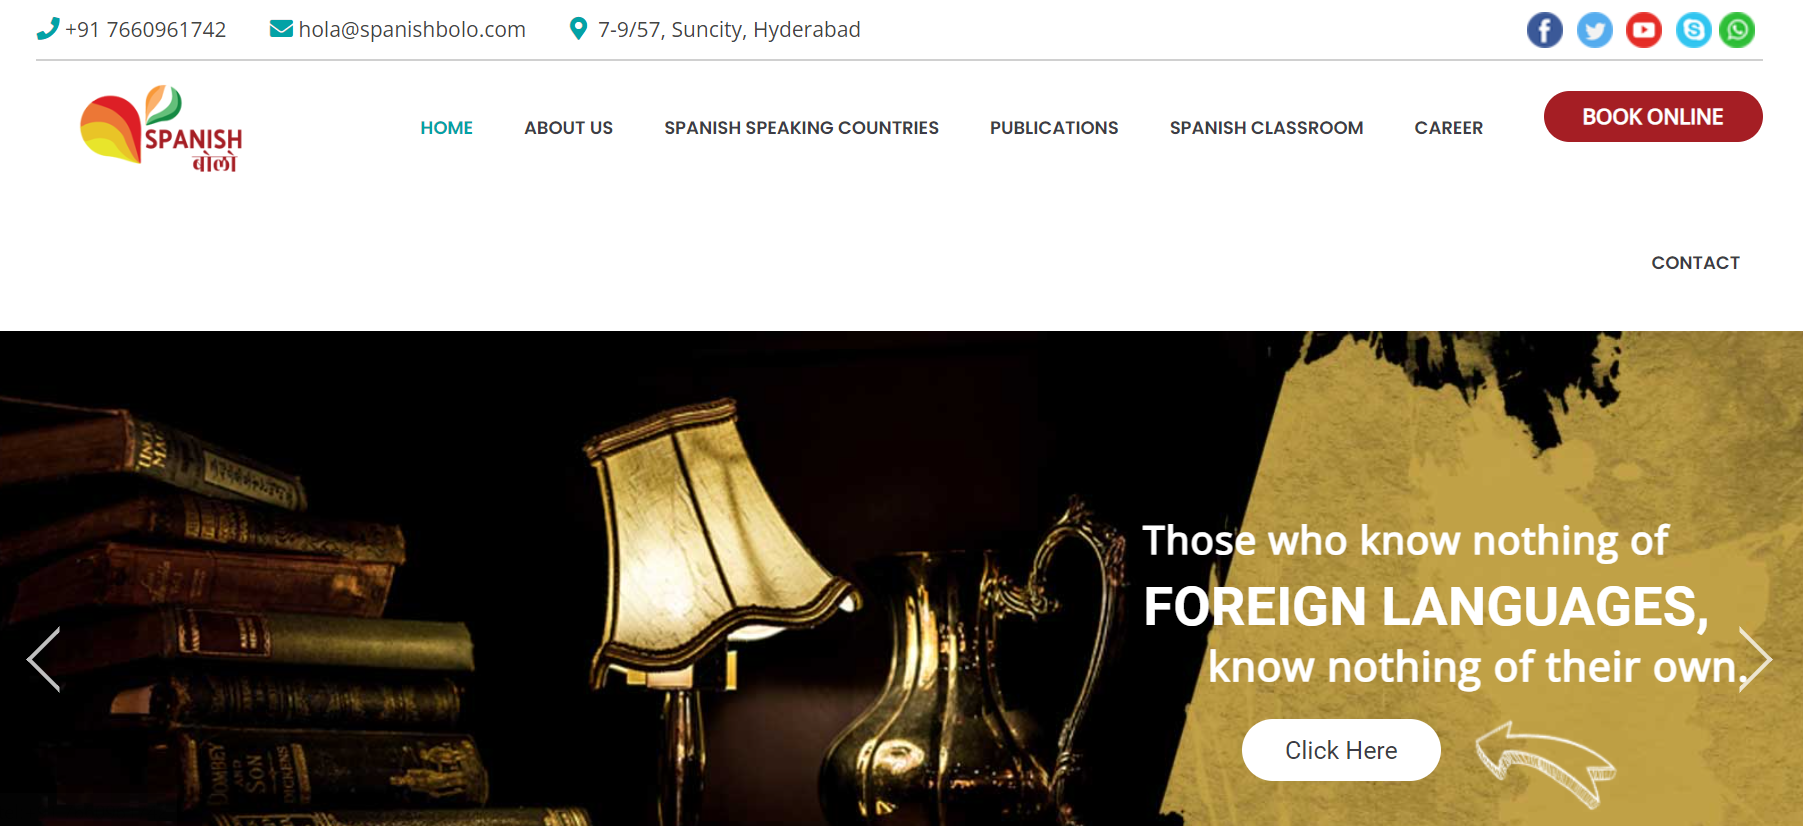 +91 7660961742 hola@spanishbolo.com 7-9/57, Suncity, Hyderabad
SPANISH
बोलो
HOME ABOUT US SPANISH SPEAKING COUNTRIES PUBLICATIONS SPANISH CLASSROOM CAREER BOOK ONLINE
CONTACT
Those who know nothing of
FOREIGN LANGUAGES,
know nothing of their own.
Click Here
DOMBEY
AND
SON
DICKENS